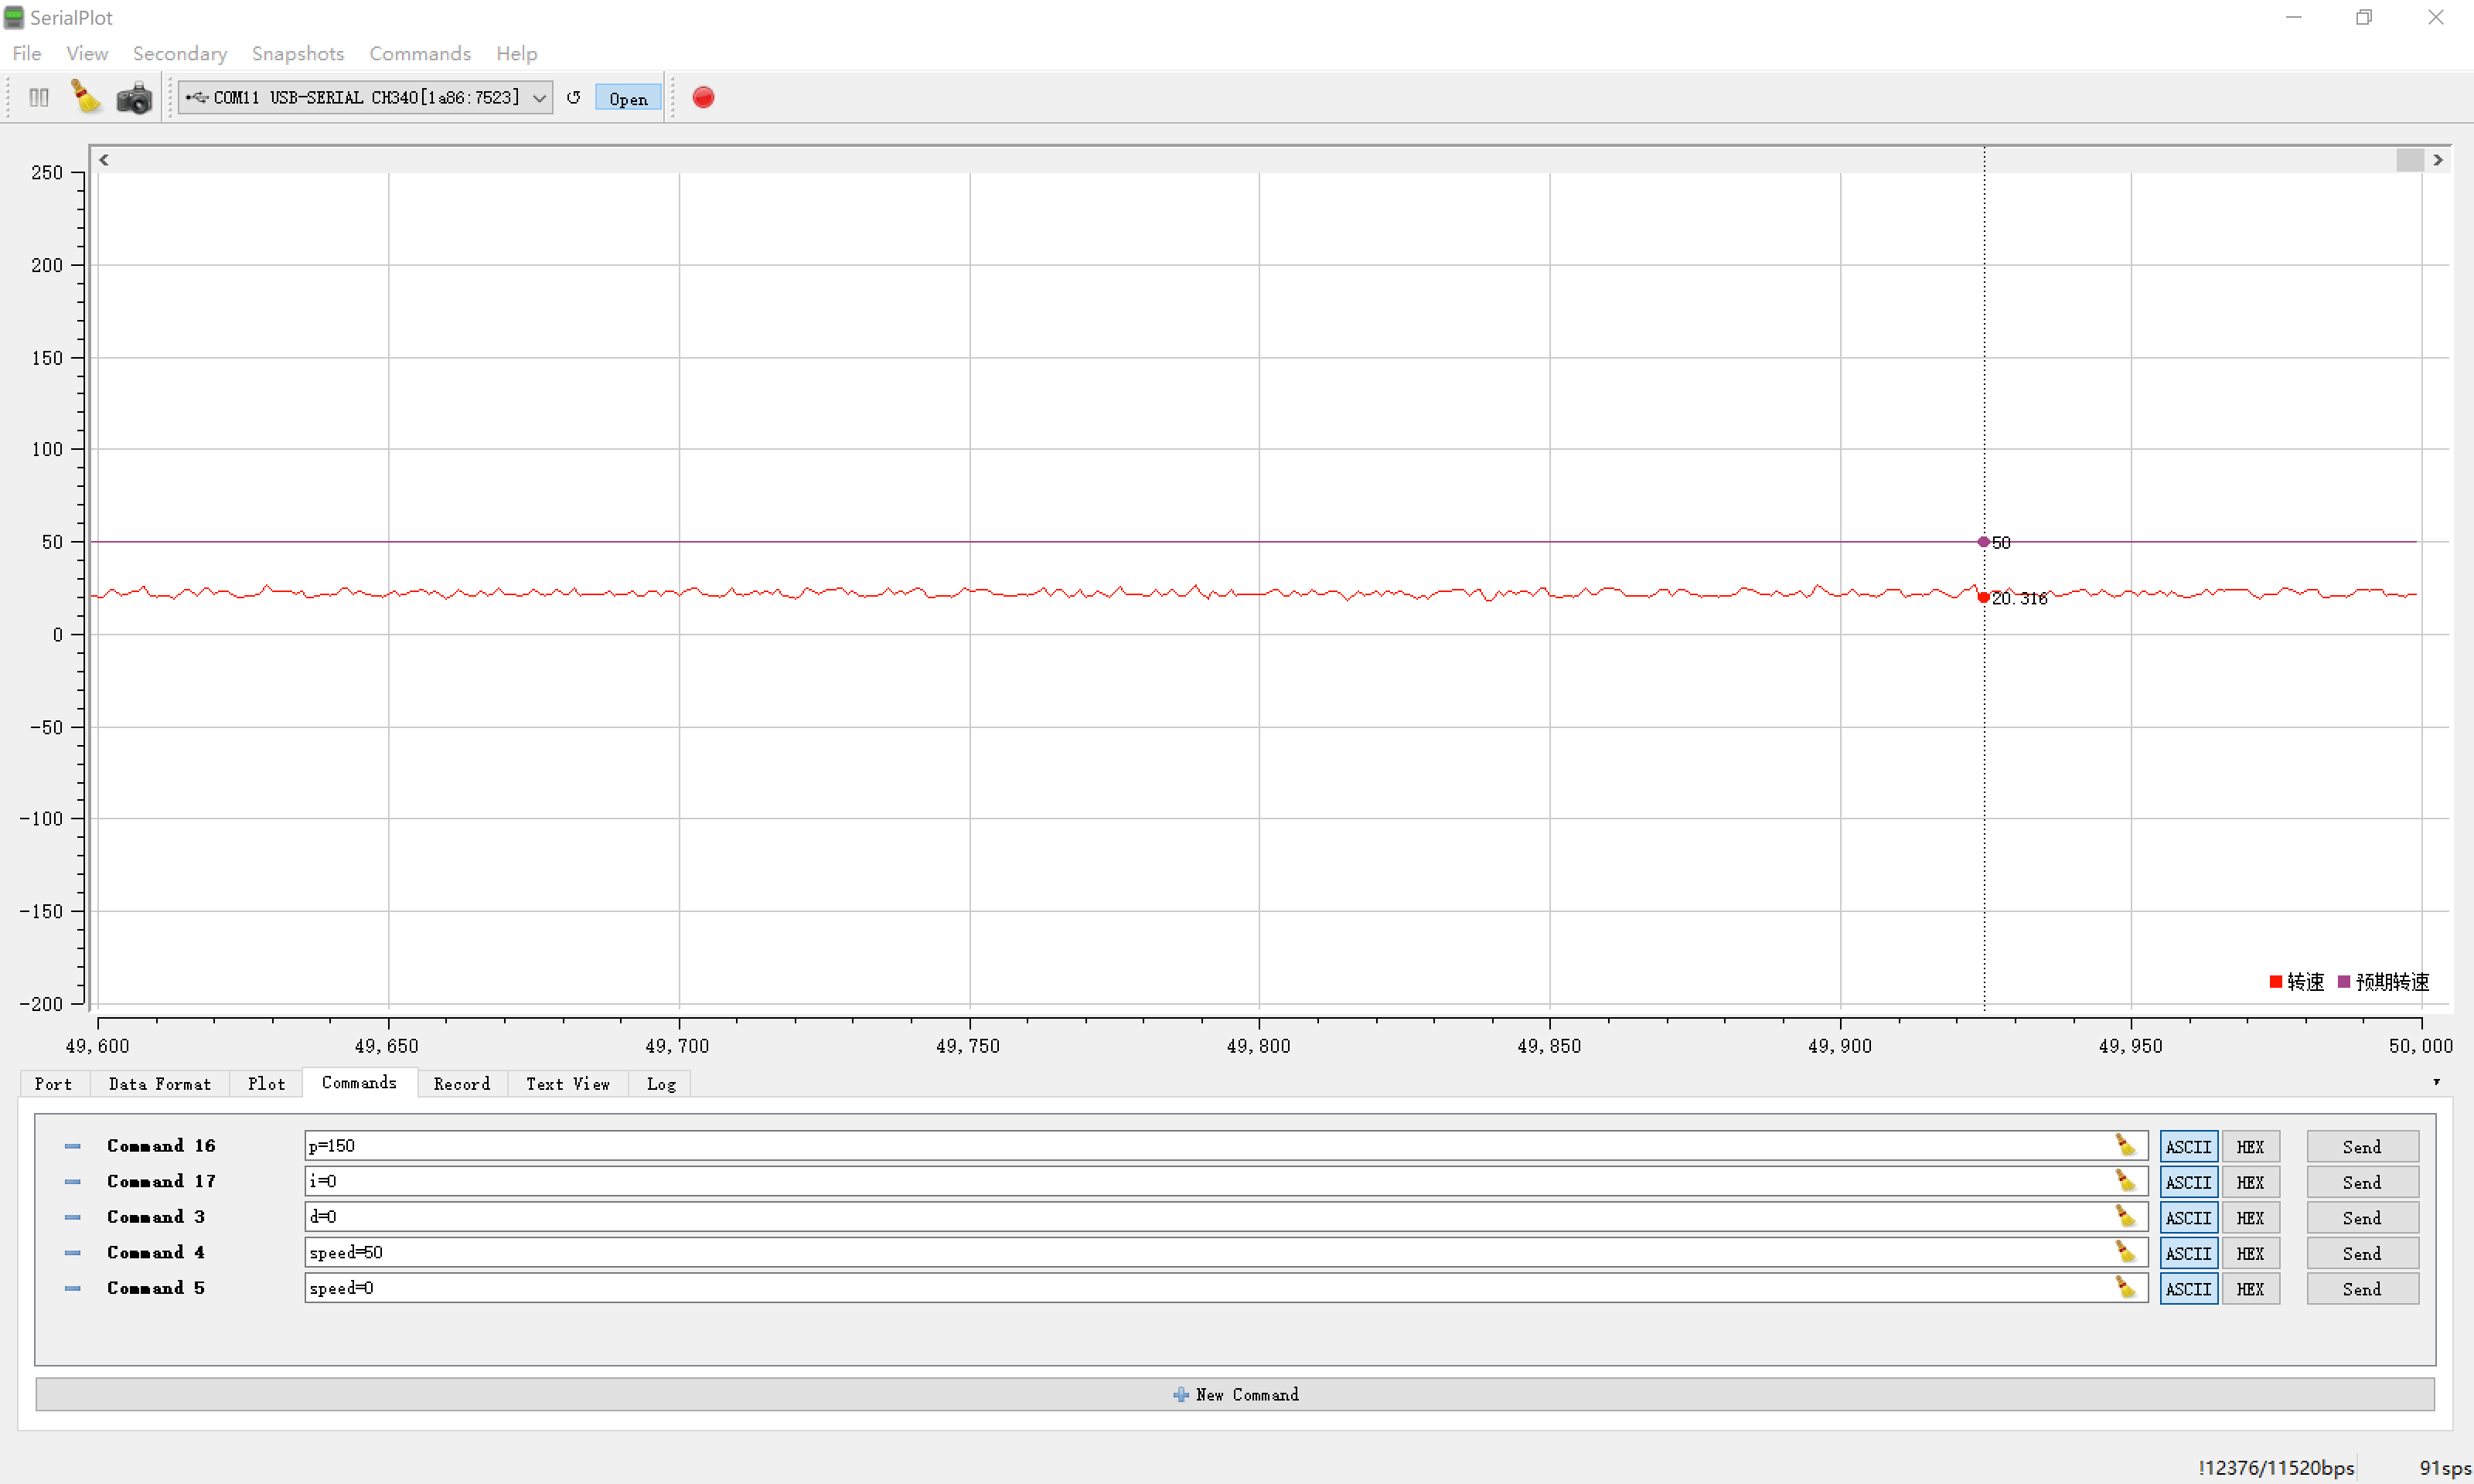 SerialPlot
File View Secondary Snapshots Commands Help
COM11 USB-SERIAL CH340[1a86:7523] Open
250
200
150
100
50
0
-50
-100
-150
-200
50
20.316
转速 预期转速
49,600 49,650 49,700 49,750 49,800 49,850 49,900 49,950 50,000
Port Data Format Plot Commands Record Text View Log
Command 16 p=150 ASCII HEX Send
Command 17 i=0 ASCII HEX Send
Command 3 d=0 ASCII HEX Send
Command 4 speed=50 ASCII HEX Send
Command 5 speed=0 ASCII HEX Send
New Command
!12376/11520bps 91sps